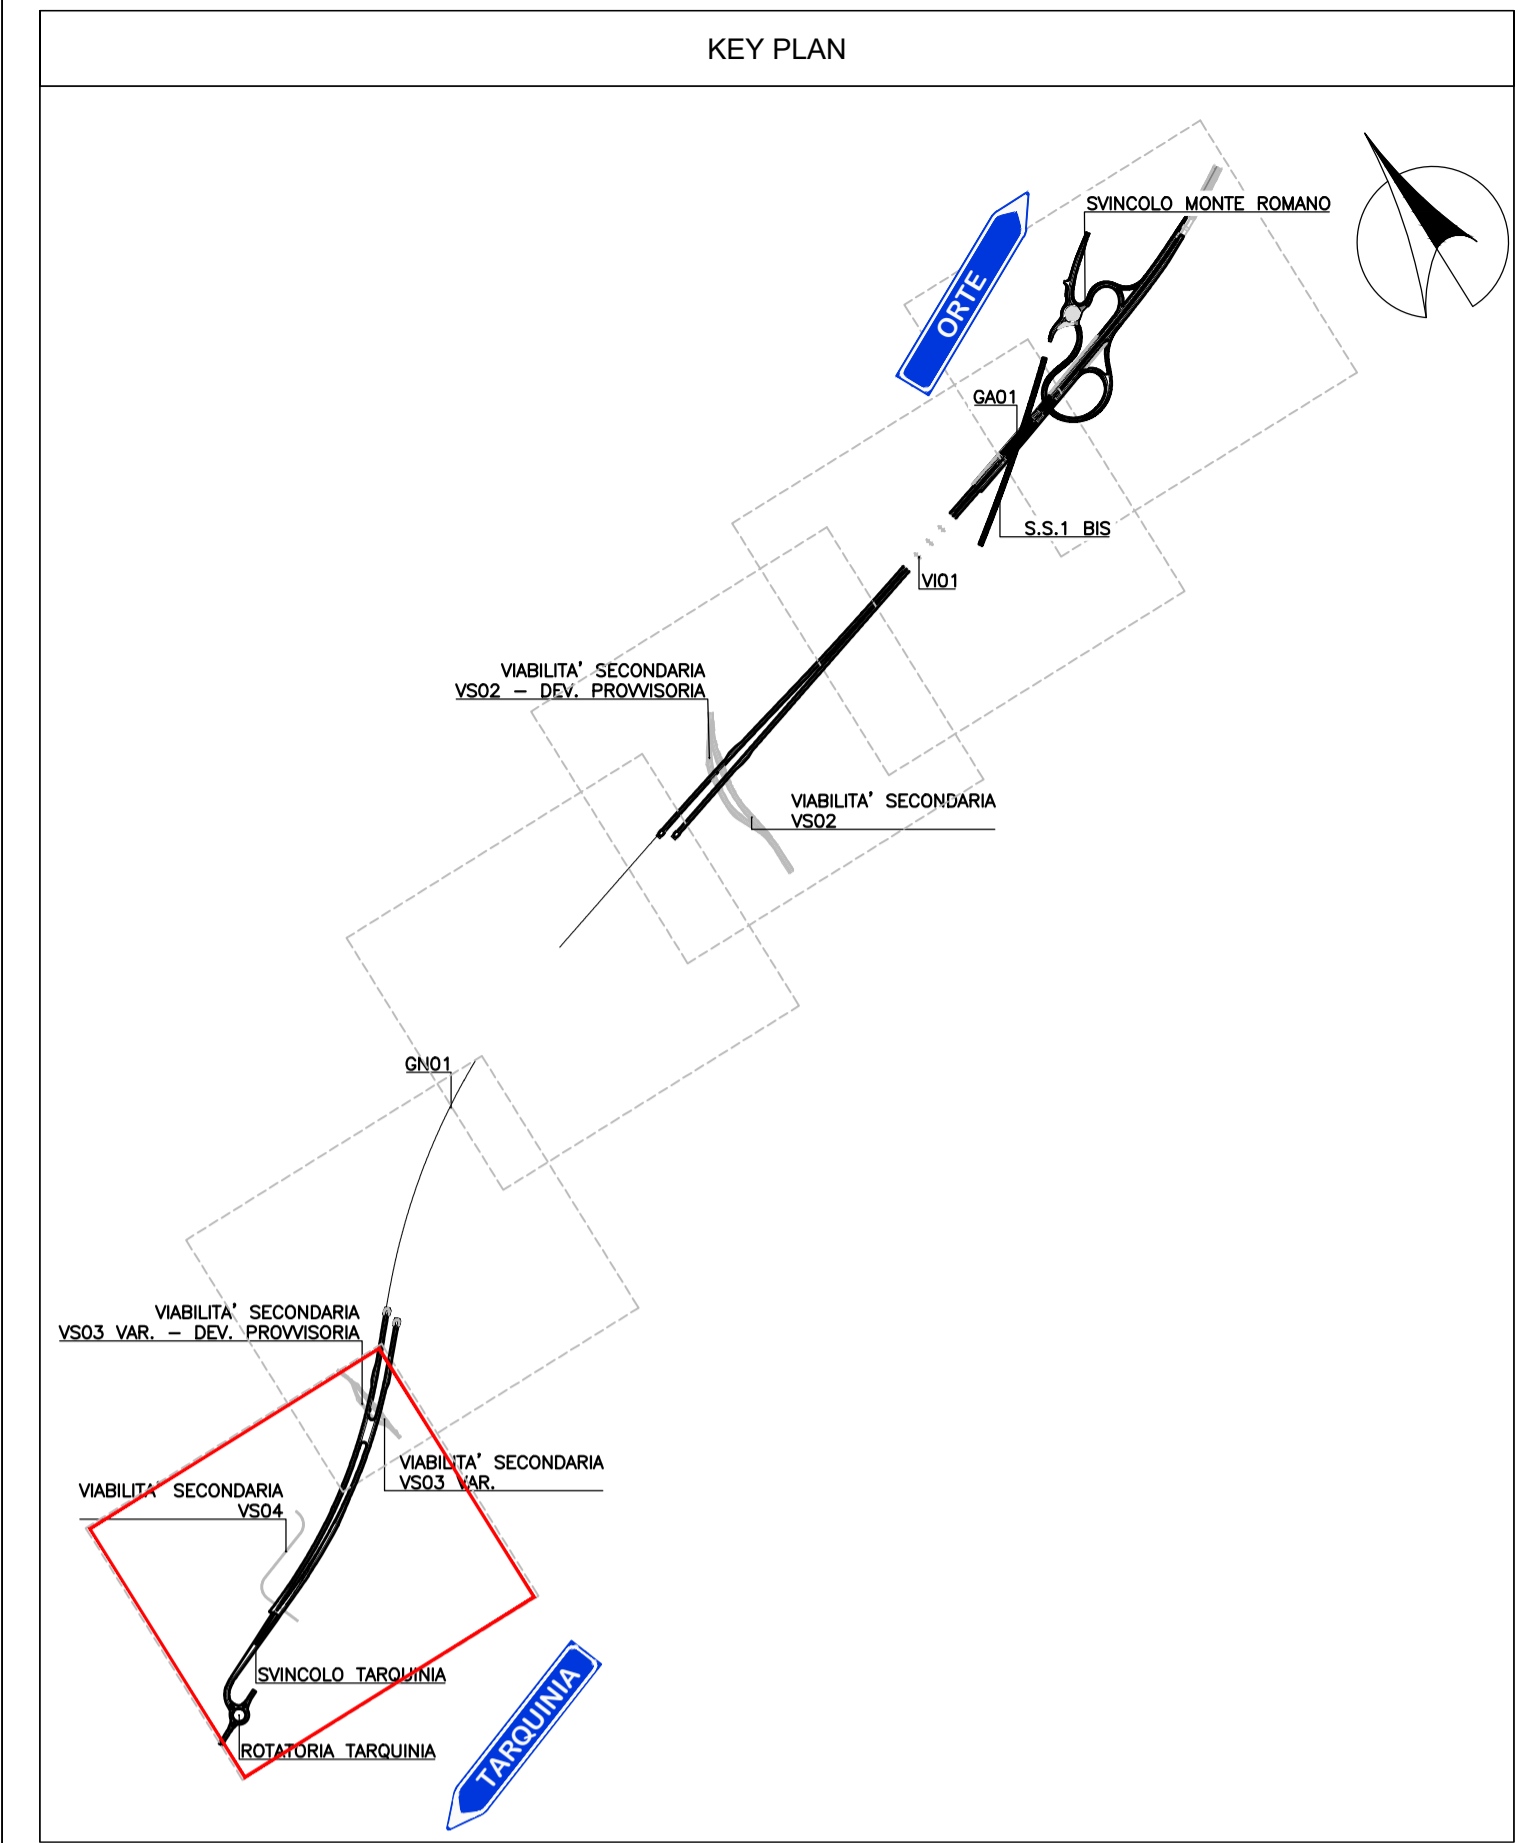 KEY PLAN
SVINCOLO MONTE ROMANO
ORTE
GA01
S.S.1 BIS
VI01
VIABILITA' SECONDARIA
VS02 - DEV. PROVVISORIA
VIABILITA' SECONDARIA
VS02
GN01
VIABILITA' SECONDARIA
VS03 VAR. - DEV. PROVVISORIA
VIABILITA' SECONDARIA
VS03 VAR.
VIABILITA' SECONDARIA
VS04
SVINCOLO TARQUINIA
TARQUINIA
ROTATORIA TARQUINIA